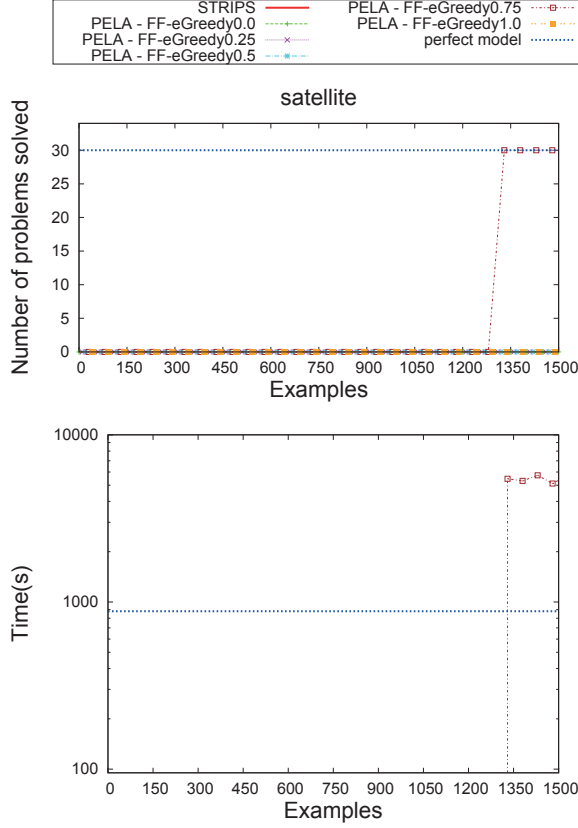 STRIPS
PELA - FF-eGreedy0.0
PELA - FF-eGreedy0.25
PELA - FF-eGreedy0.5
PELA - FF-eGreedy0.75
PELA - FF-eGreedy1.0
perfect model
satellite
Number of problems solved
30
25
20
15
10
5
0
0 150 300 450 600 750 900 1050 1200 1350 1500
Examples
Time(s)
10000
1000
100
0 150 300 450 600 750 900 1050 1200 1350 1500
Examples